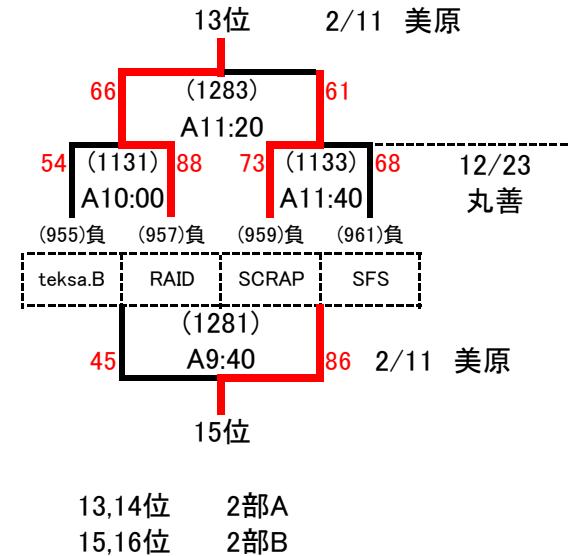 13位 2/11 美原
66 (1283) 61
A11:20
54 (1131) 88 73 (1133) 68 12/23
A10:00 A11:40 丸善
(955)負 (957)負 (959)負 (961)負
teksa.B RAID SCRAP SFS
(1281)
45 A9:40 86 2/11 美原
15位
13,14位 2部A
15,16位 2部B